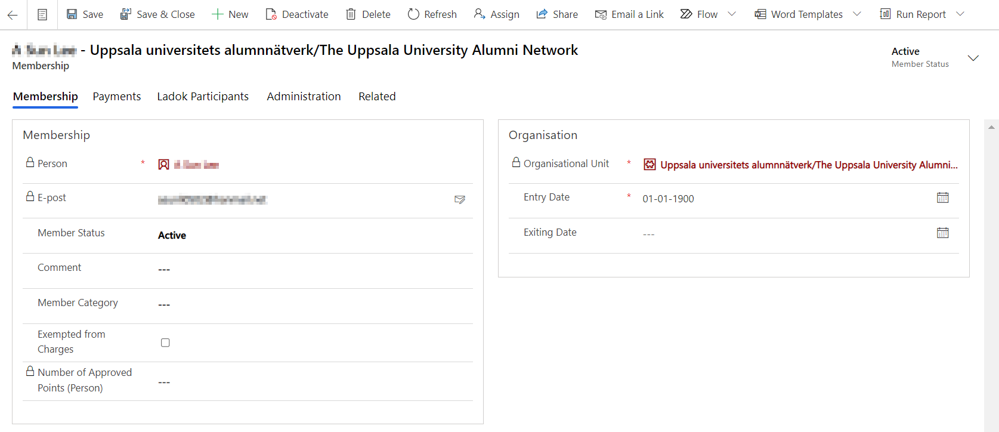 Save Save & Close New Deactivate Delete Refresh Assign Share Email a Link Flow Word Templates Run Report
- Uppsala universitets alumnnätverk/The Uppsala University Alumni Network
Membership
Active
Member Status
Membership Payments Ladok Participants Administration Related
Membership
Person *
E-post
Member Status Active
Comment ---
Member Category ---
Exempted from
Charges
Number of Approved
Points (Person) ---
Organisation
Organisational Unit * Uppsala universitets alumnnätverk/The Uppsala University Alumni...
Entry Date * 01-01-1900
Exiting Date ---